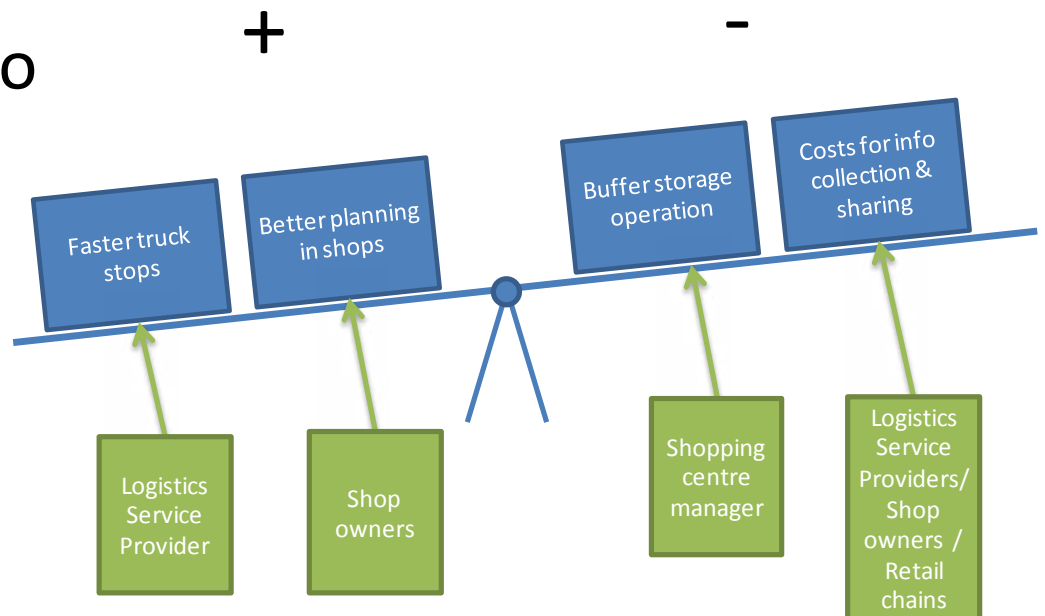 +
-
o
Faster truck
stops
Better planning
in shops
Buffer storage
operation
Costs for info
collection &
sharing
Logistics
Service
Provider
Shop
owners
Shopping
centre
manager
Logistics
Service
Providers/
Shop
owners /
Retail
chains